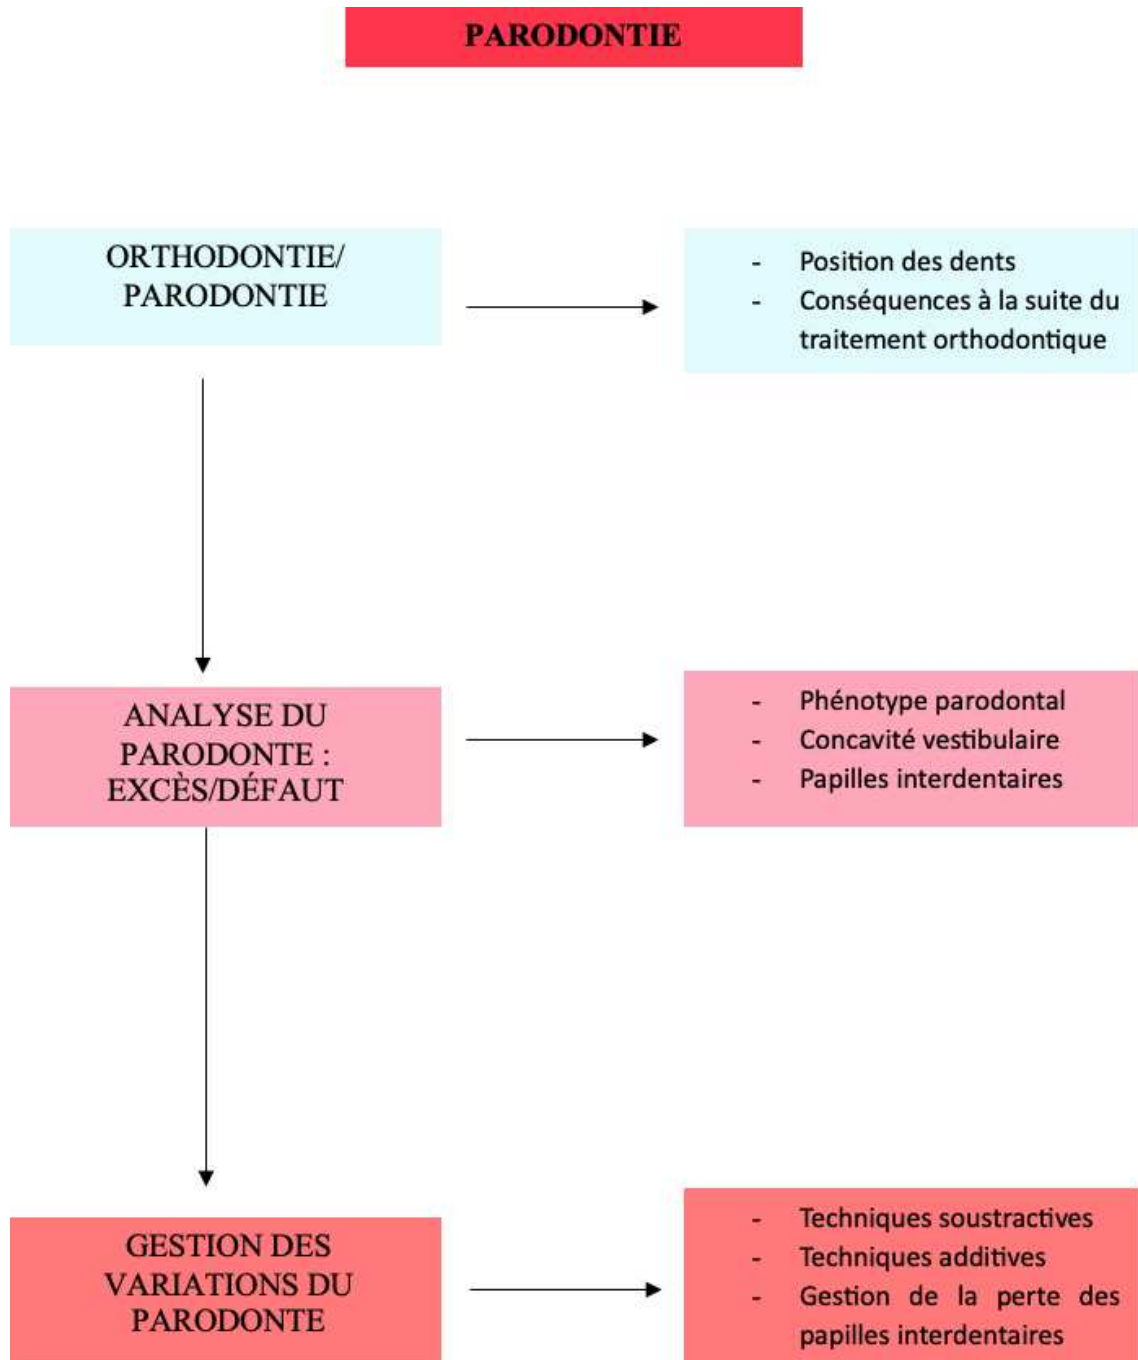 PARODONTIE
ORTHODONTIE/
PARODONTIE
- Position des dents
- Conséquences à la suite du
traitement orthodontique
ANALYSE DU
PARODONTE :
EXCÈS/DÉFAUT
- Phénotype parodontal
- Concavité vestibulaire
- Papilles interdentaires
GESTION DES
VARIATIONS DU
PARODONTE
- Techniques soustractives
- Techniques additives
- Gestion de la perte des
papilles interdentaires